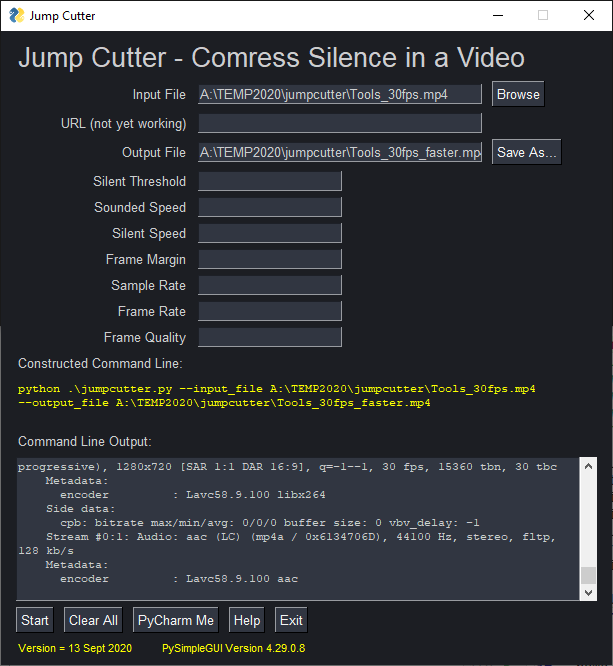 Jump Cutter
Jump Cutter - Comress Silence in a Video
Input File A:\TEMP2020\jumpcutter\Tools_30fps.mp4 Browse
URL (not yet working)
Output File A:\TEMP2020\jumpcutter\Tools_30fps_faster.mp4 Save As...
Silent Threshold
Sounded Speed
Silent Speed
Frame Margin
Sample Rate
Frame Rate
Frame Quality
Constructed Command Line:
python .\jumpcutter.py --input_file A:\TEMP2020\jumpcutter\Tools_30fps.mp4
--output_file A:\TEMP2020\jumpcutter\Tools_30fps_faster.mp4
Command Line Output:
progressive), 1280x720 [SAR 1:1 DAR 16:9], q=-1--1, 30 fps, 15360 tbn, 30 tbc
Metadata:
encoder : Lavc58.9.100 libx264
Side data:
cpb: bitrate max/min/avg: 0/0/0 buffer size: 0 vbv_delay: -1
Stream #0:1: Audio: aac (LC) (mp4a / 0x6134706D), 44100 Hz, stereo, fltp,
128 kb/s
Metadata:
encoder : Lavc58.9.100 aac
Start Clear All PyCharm Me Help Exit
Version = 13 Sept 2020 PySimpleGUI Version 4.29.0.8